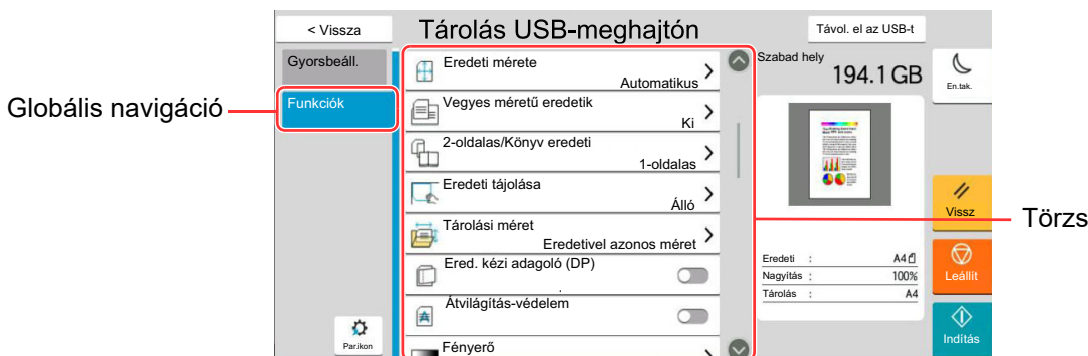 < Vissza
Tárolás USB-meghajtón
Távol. el az USB-t
Gyorsbeáll.
Funkciók
Globális navigáció
Eredeti mérete
Automatikus
Vegyes méretű eredetik
Ki
2-oldalas/Könyv eredeti
1-oldalas
Eredeti tájolása
Álló
Tárolási méret
Eredetivel azonos méret
Ered. kézi adagoló (DP)
Átvilágítás-védelem
Fényerő
Par.ikon
Szabad hely
194.1 GB
Eredeti : A4
Nagyítás : 100%
Tárolás : A4
En.tak.
Vissz
Leállít
Indítás
Törzs